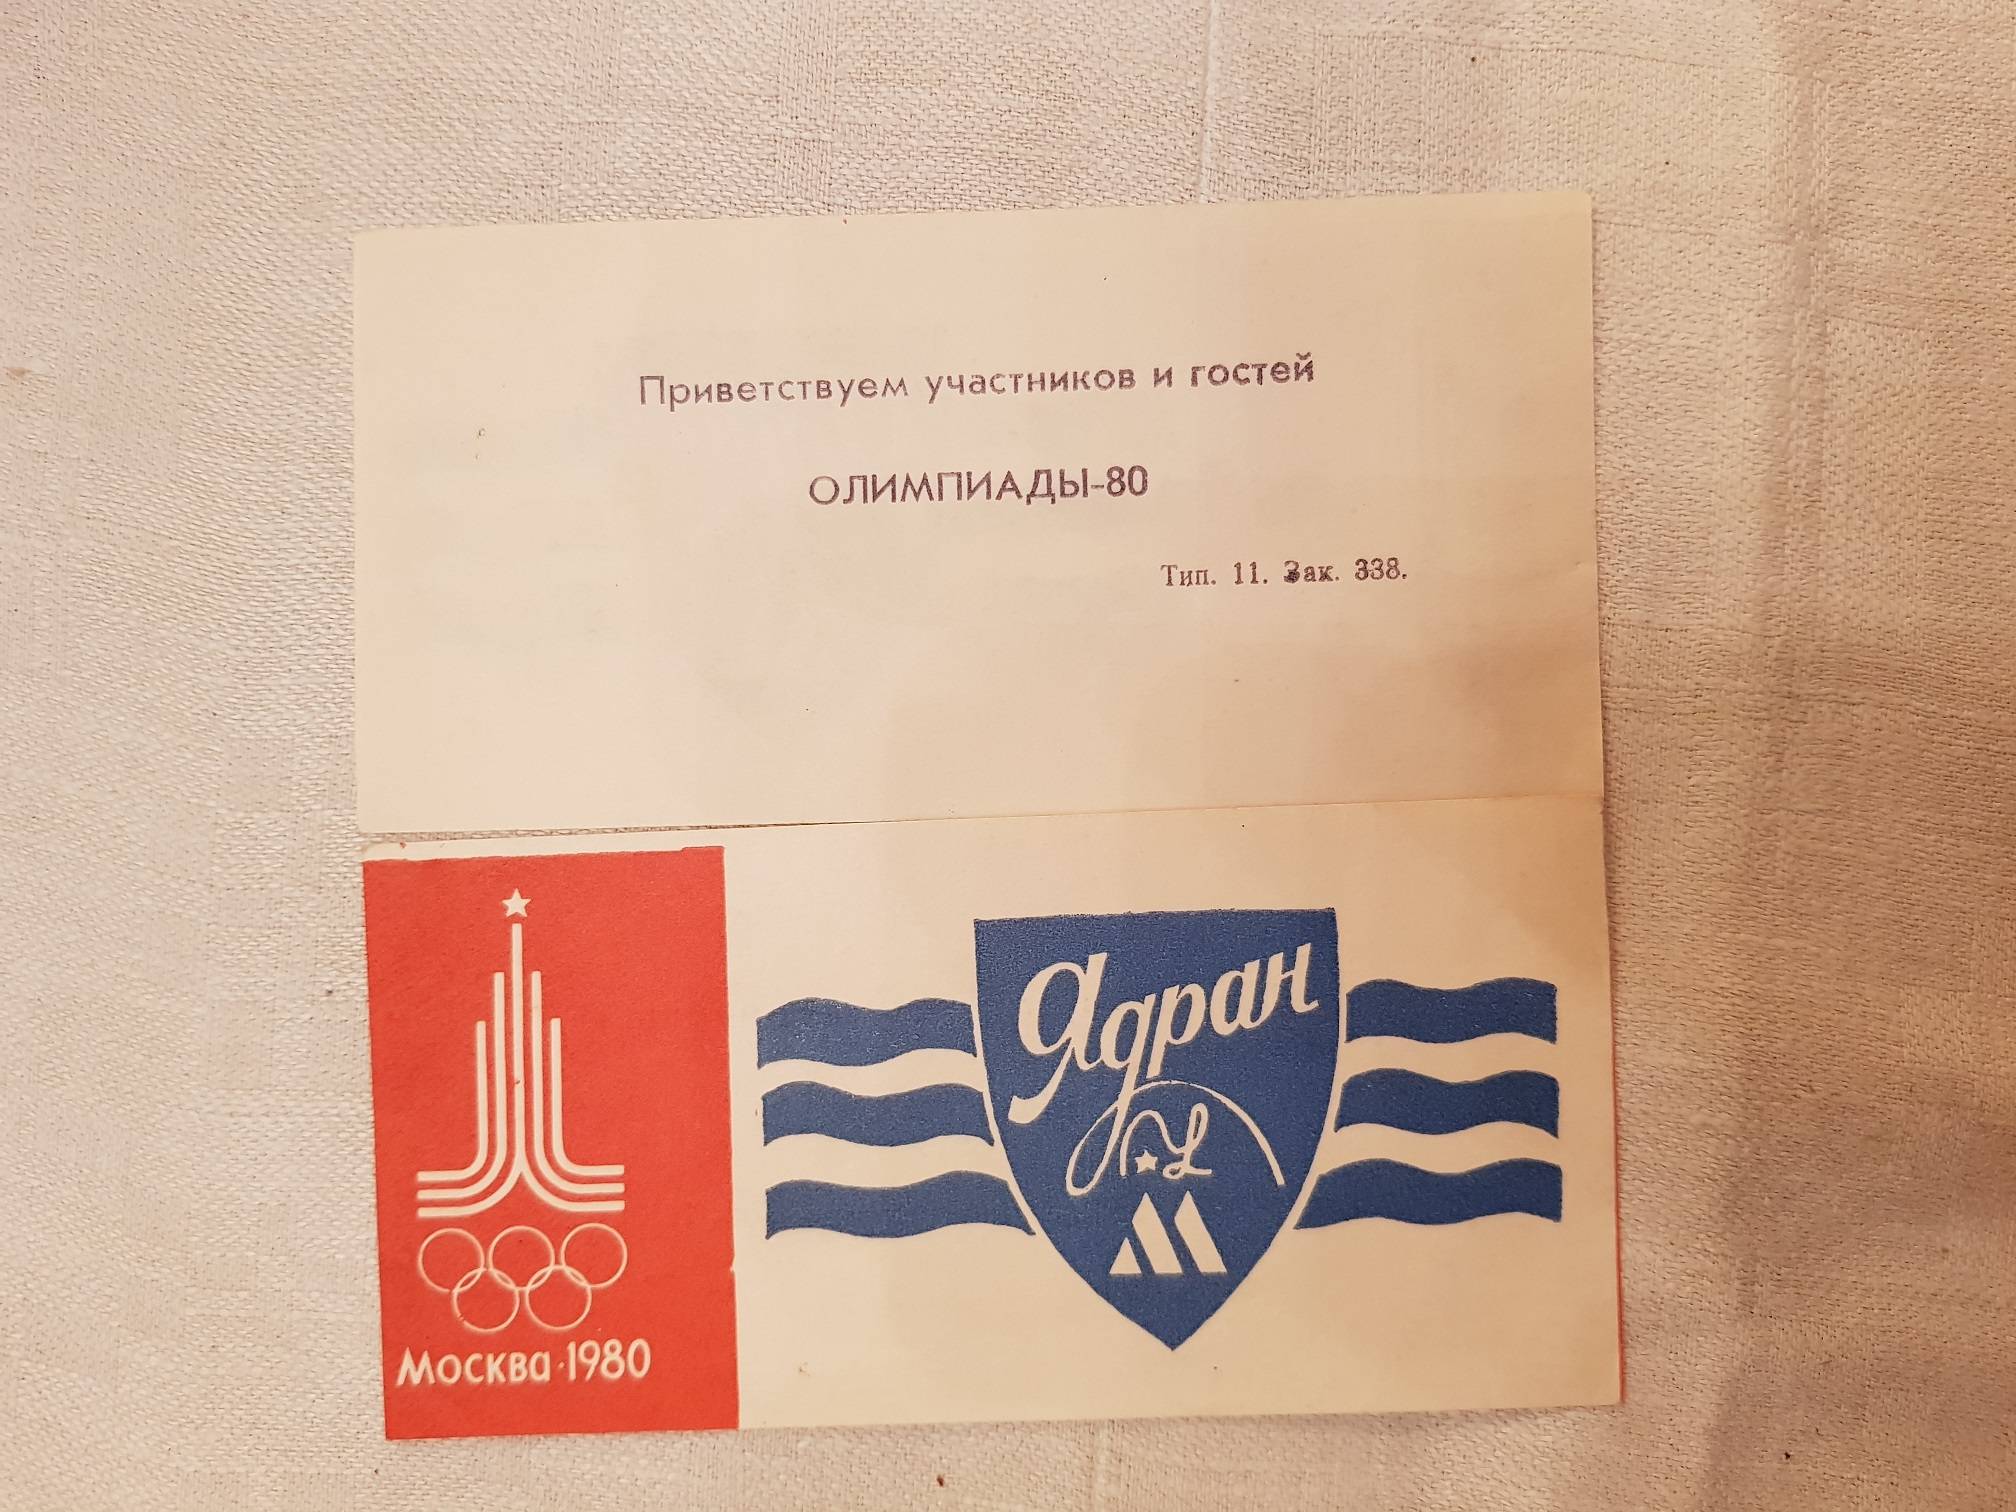 Приветствуем участников и гостей
ОЛИМПИАДЫ-80
Тип. 11. Зак. 338.
Ядран
Москва·1980